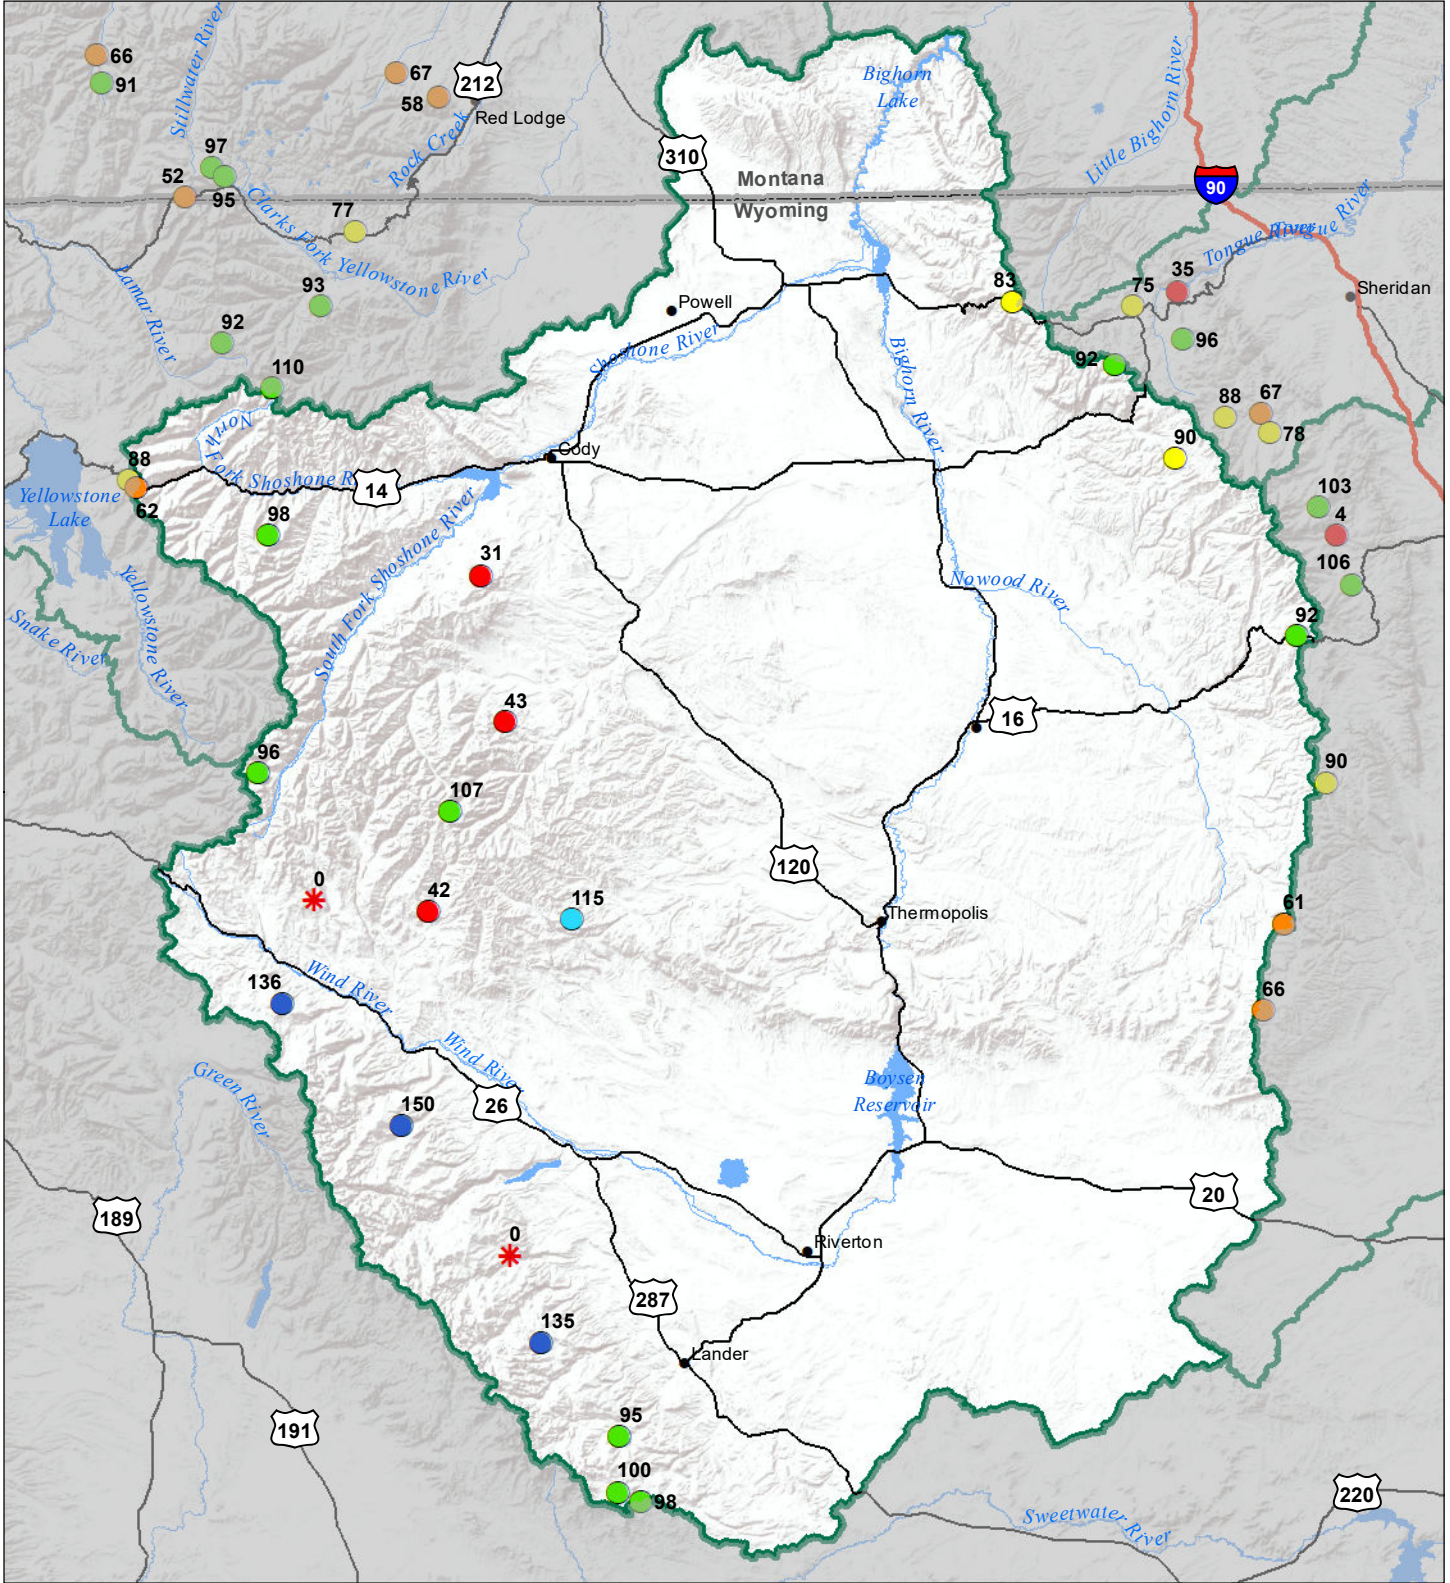 66
91
Stillwater River
67
58
212
Red Lodge
Rock Creek
97
52
95
77
Clarks Fork Yellowstone River
Lamar River
93
92
110
Bighorn
Lake
310
Montana
Wyoming
Little Bighorn River
90
Tongue River
Tongue River
35
75
83
Sheridan
96
92
88
67
78
90
Powell
Shoshone River
Bighorn River
North
Fork Shoshone R
14
Cody
88
62
Yellowstone
Lake
98
31
South Fork Shoshone River
Yellowstone River
Snake River
103
4
106
92
Nowood River
43
16
96
107
90
120
0
42
115
Thermopolis
61
66
136
Wind River
Wind River
Green River
150
26
Boysen
Reservoir
20
189
0
Riverton
287
135
Lander
191
95
100
98
220
Sweetwater River